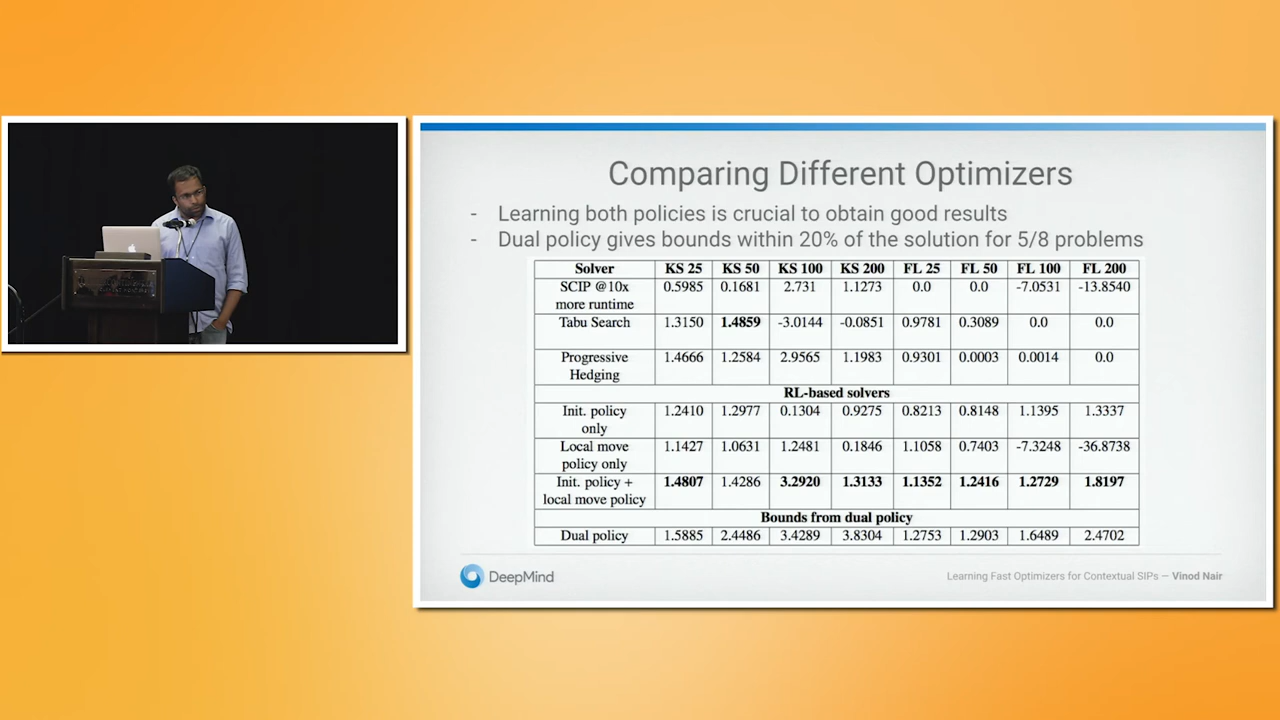 Comparing Different Optimizers
- Learning both policies is crucial to obtain good results
- Dual policy gives bounds within 20% of the solution for 5/8 problems
Solver KS 25 KS 50 KS 100 KS 200 FL 25 FL 50 FL 100 FL 200
SCIP @10x 0.5985 0.1681 2.731 1.1273 0.0 0.0 -7.0531 -13.8540
more runtime
Tabu Search 1.3150 1.4859 -3.0144 -0.0851 0.9781 0.3089 0.0 0.0
Progressive 1.4666 1.2584 2.9565 1.1983 0.9301 0.0003 0.0014 0.0
Hedging
RL-based solvers
Init. policy 1.2410 1.2977 0.1304 0.9275 0.8213 0.8148 1.1395 1.3337
only
Local move 1.1427 1.0631 1.2481 0.1846 1.1058 0.7403 -7.3248 -36.8738
policy only
Init. policy + 1.4807 1.4286 3.2920 1.3133 1.1352 1.2416 1.2729 1.8197
local move policy
Bounds from dual policy
Dual policy 1.5885 2.4486 3.4289 3.8304 1.2753 1.2903 1.6489 2.4702
DeepMind
Learning Fast Optimizers for Contextual SIPs — Vinod Nair